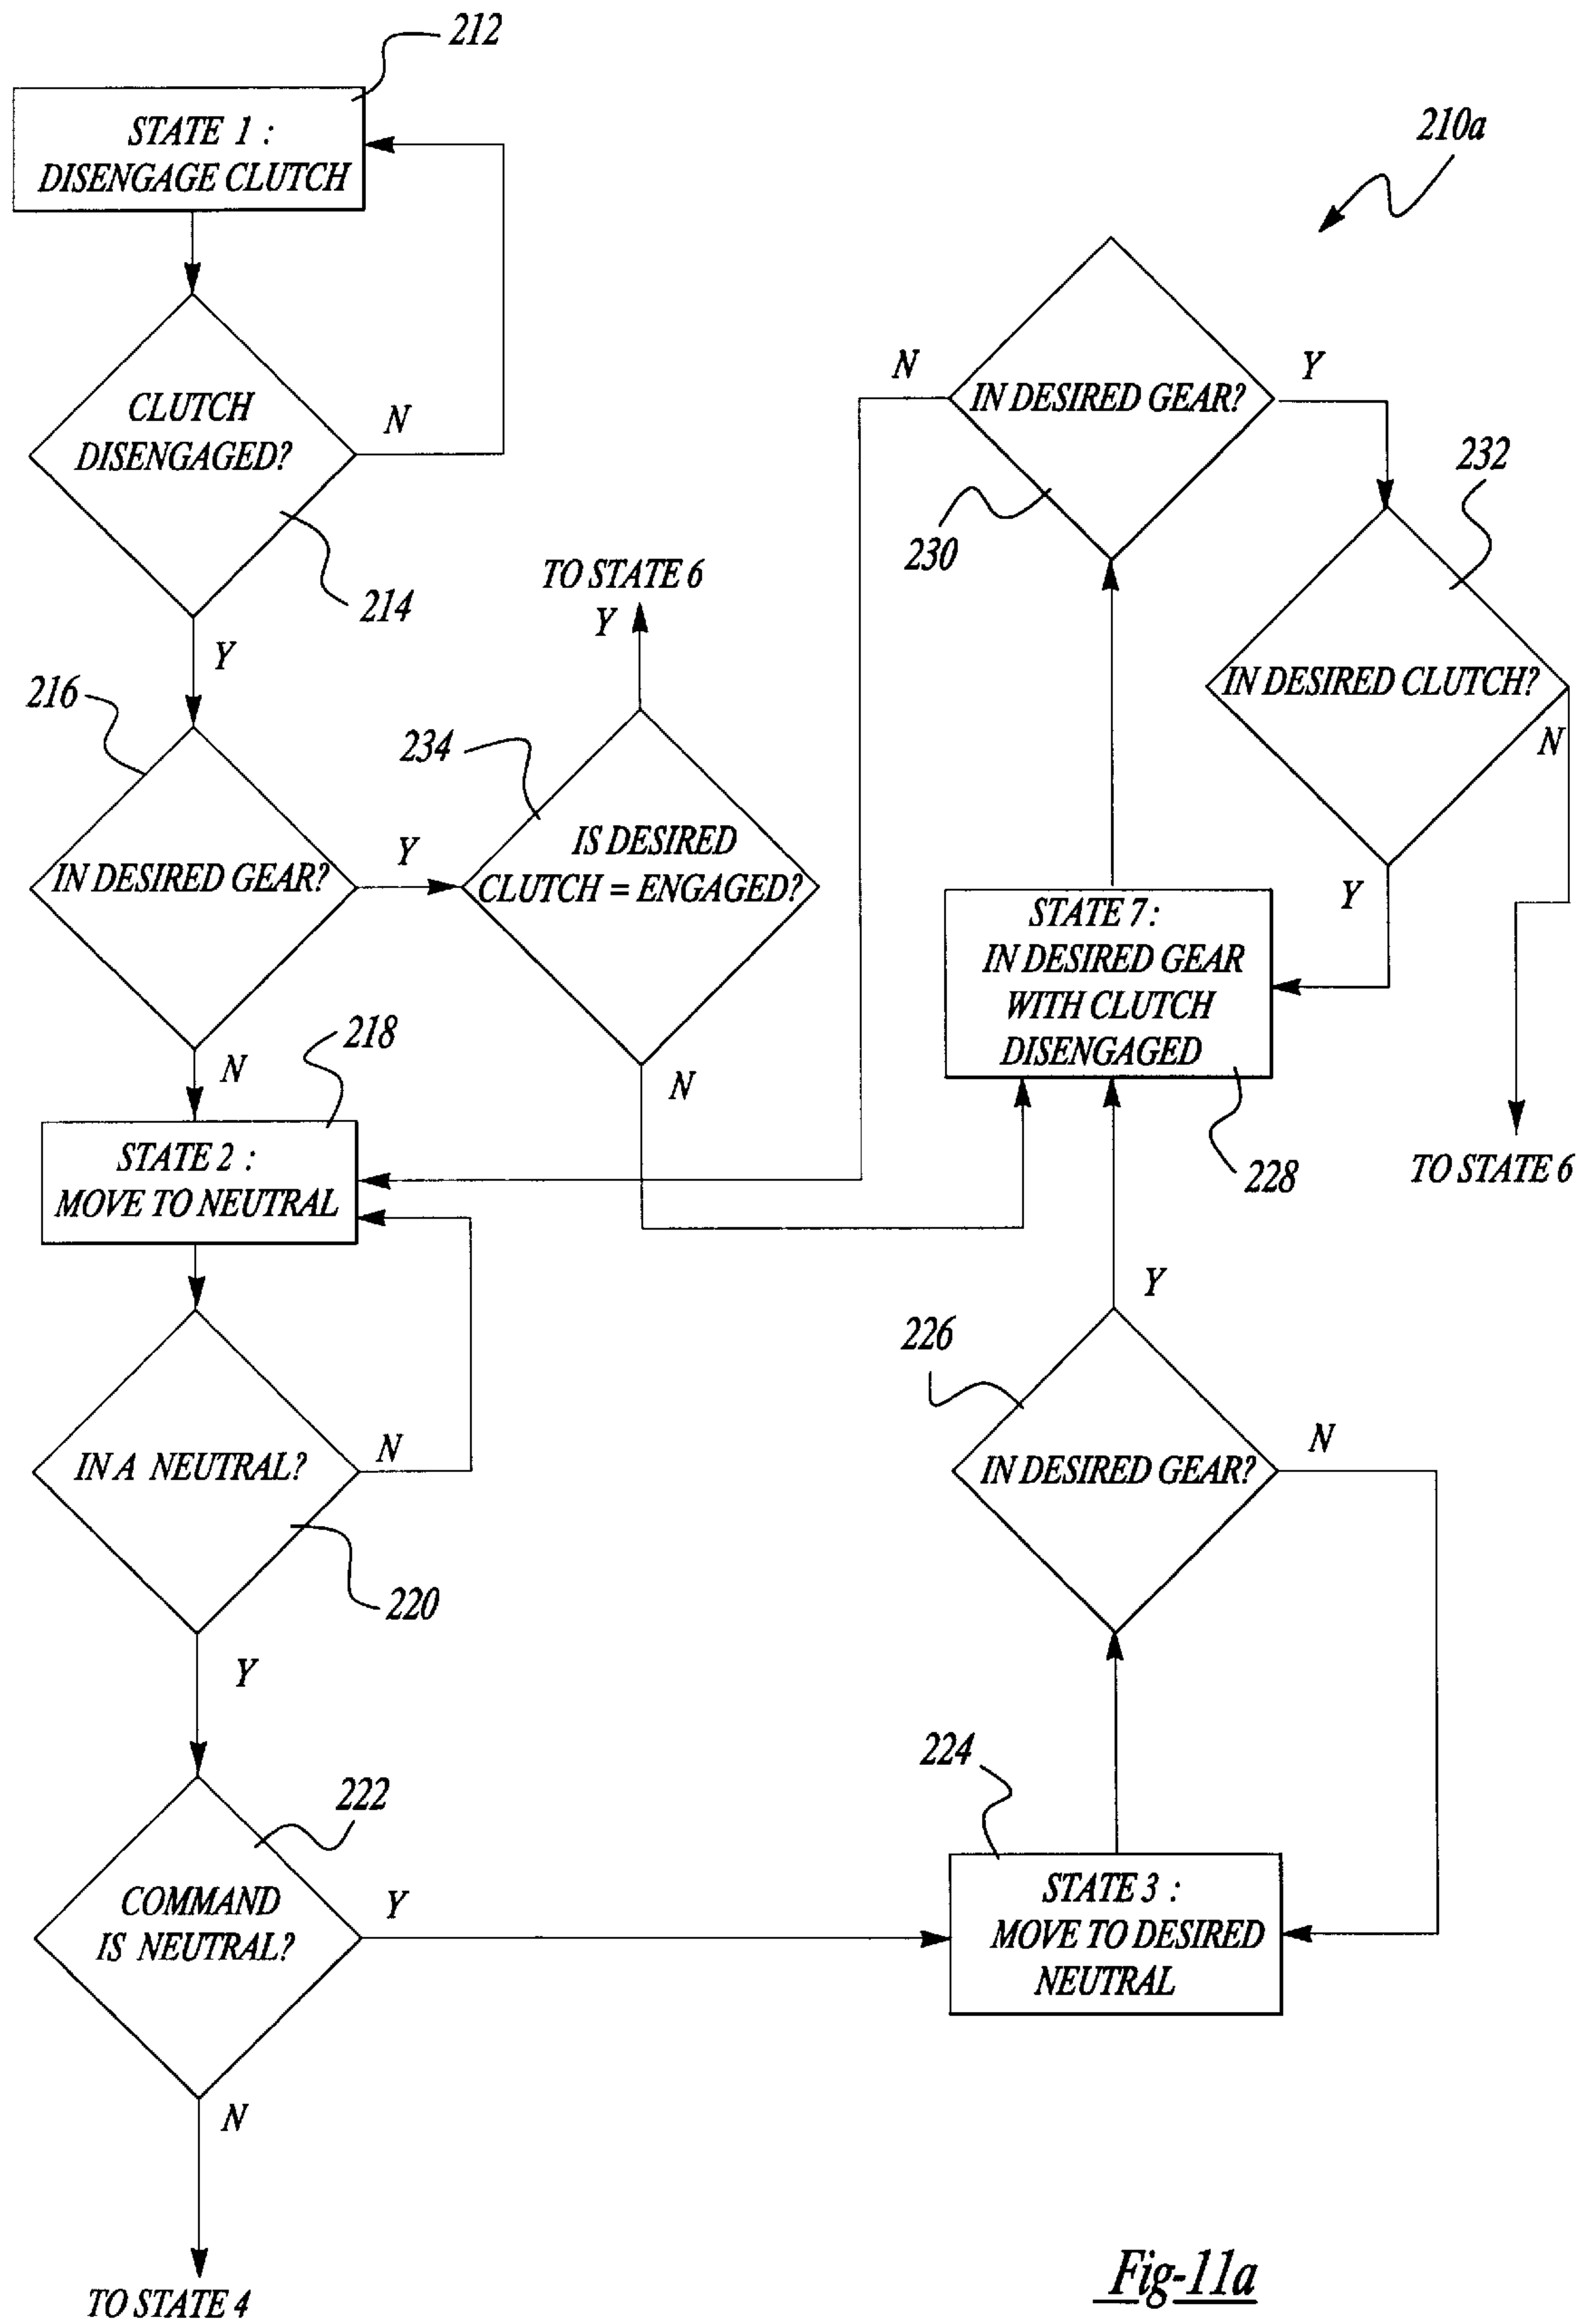 212
STATE 1 :
DISENGAGE CLUTCH
210a
CLUTCH
DISENGAGED?
N
214
Y
216
IN DESIRED GEAR?
Y
N
TO STATE 6
Y
234
IS DESIRED
CLUTCH = ENGAGED?
N
218
STATE 2 :
MOVE TO NEUTRAL
IN A NEUTRAL?
N
220
Y
222
COMMAND
IS NEUTRAL?
Y
N
TO STATE 4
N
IN DESIRED GEAR?
Y
230
232
IN DESIRED CLUTCH?
N
Y
STATE 7 :
IN DESIRED GEAR
WITH CLUTCH
DISENGAGED
228
TO STATE 6
Y
226
IN DESIRED GEAR?
N
224
STATE 3 :
MOVE TO DESIRED
NEUTRAL
Fig-11a